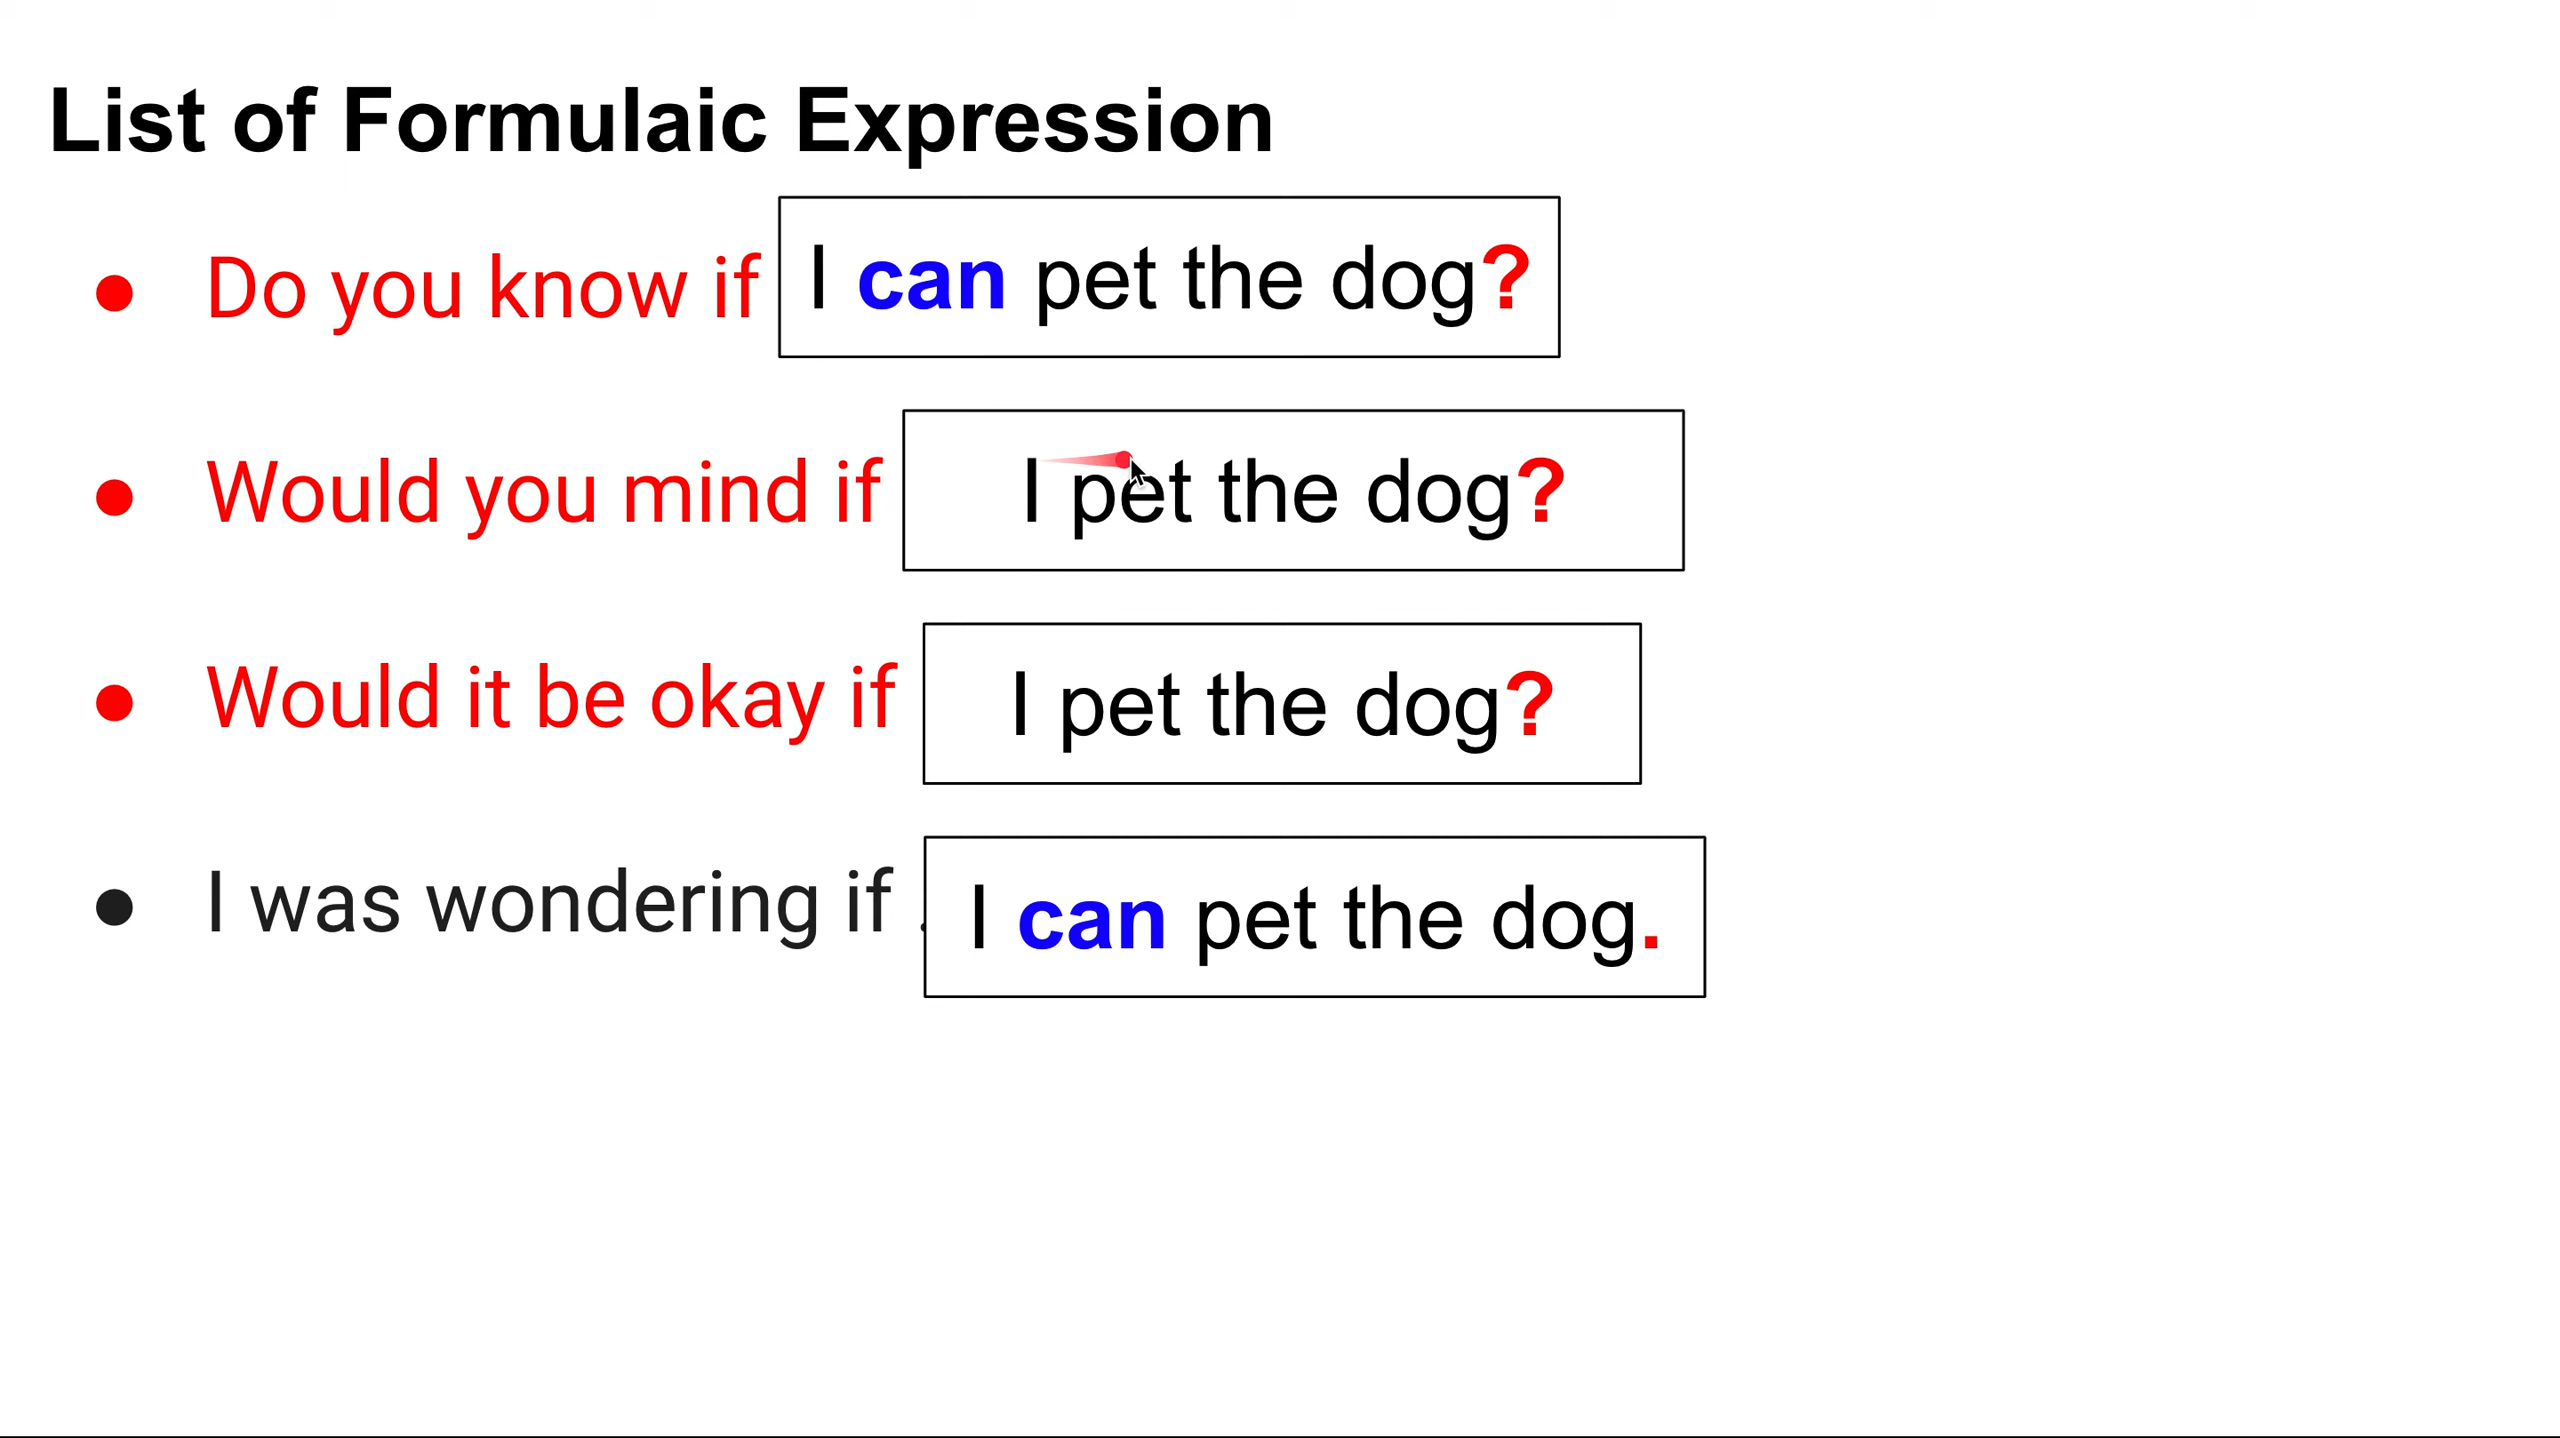 List of Formulaic Expression
● Do you know if I can pet the dog?
● Would you mind if I pet the dog?
● Would it be okay if I pet the dog?
● I was wondering if . I can pet the dog.